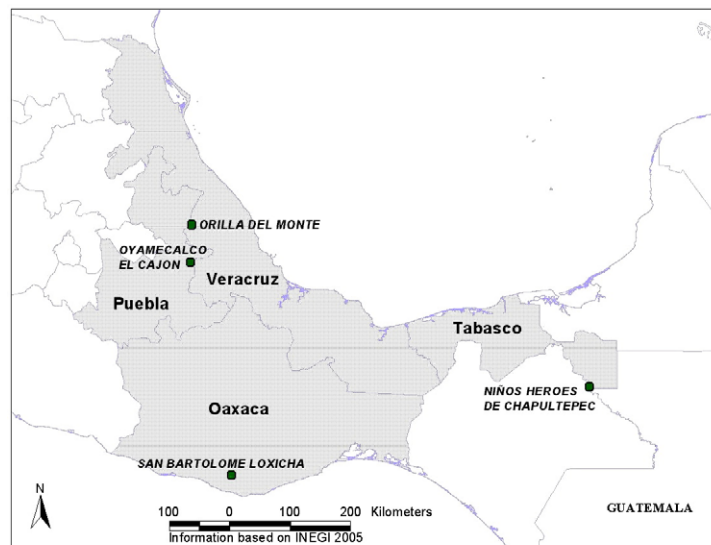 ORILLA DEL MONTE
OYAMECALCO
EL CAJON
Veracruz
Puebla
Tabasco
NIÑOS HEROES
DE CHAPULTEPEC
Oaxaca
SAN BARTOLOME LOXICHA
N
GUATEMALA
100 0 100 200 Kilometers
Information based on INEGI 2005